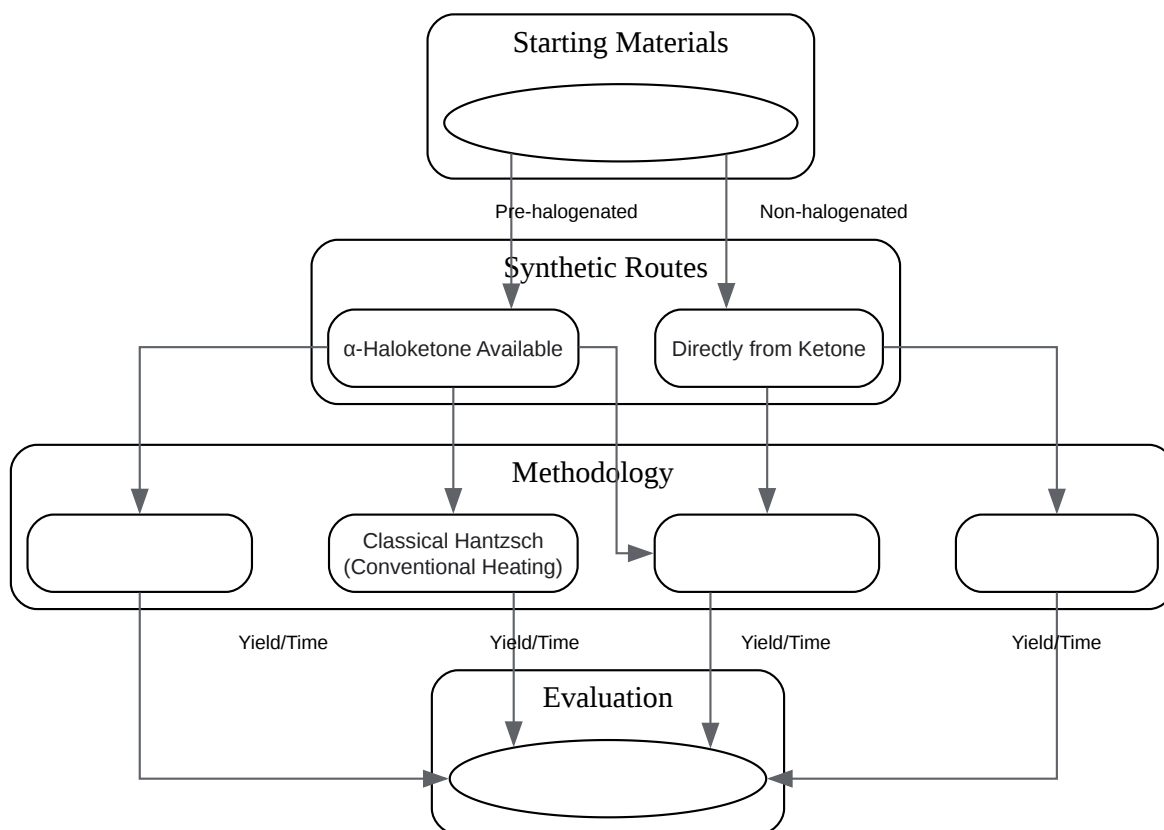 Starting Materials
Pre-halogenated
Non-halogenated
Synthetic Routes
α-Haloketone Available
Directly from Ketone
Methodology
Classical Hantzsch
(Conventional Heating)
Yield/Time
Yield/Time
Yield/Time
Yield/Time
Evaluation